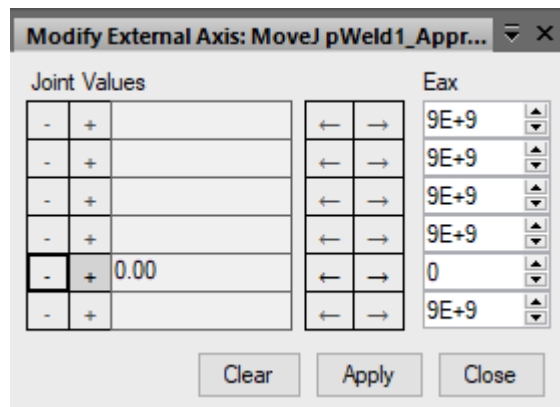 Modify External Axis: MoveJ pWeld1_Appr...
Joint Values Eax
- + ← → 9E+9
- + ← → 9E+9
- + ← → 9E+9
- + ← → 9E+9
- + 0.00 ← → 0
- + ← → 9E+9
Clear Apply Close